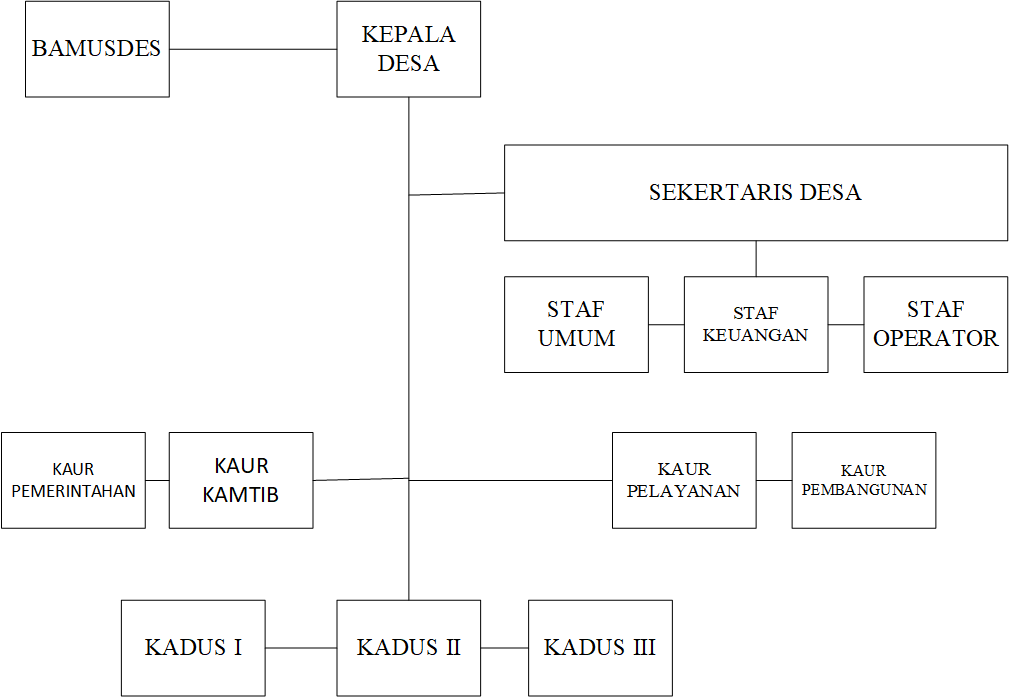 BAMUSDES
KEPALA
DESA
SEKERTARIS DESA
STAF
UMUM
STAF
KEUANGAN
STAF
OPERATOR
KAUR
PEMERINTAHAN
KAUR
KAMTIB
KAUR
PELAYANAN
KAUR
PEMBANGUNAN
KADUS I
KADUS II
KADUS III